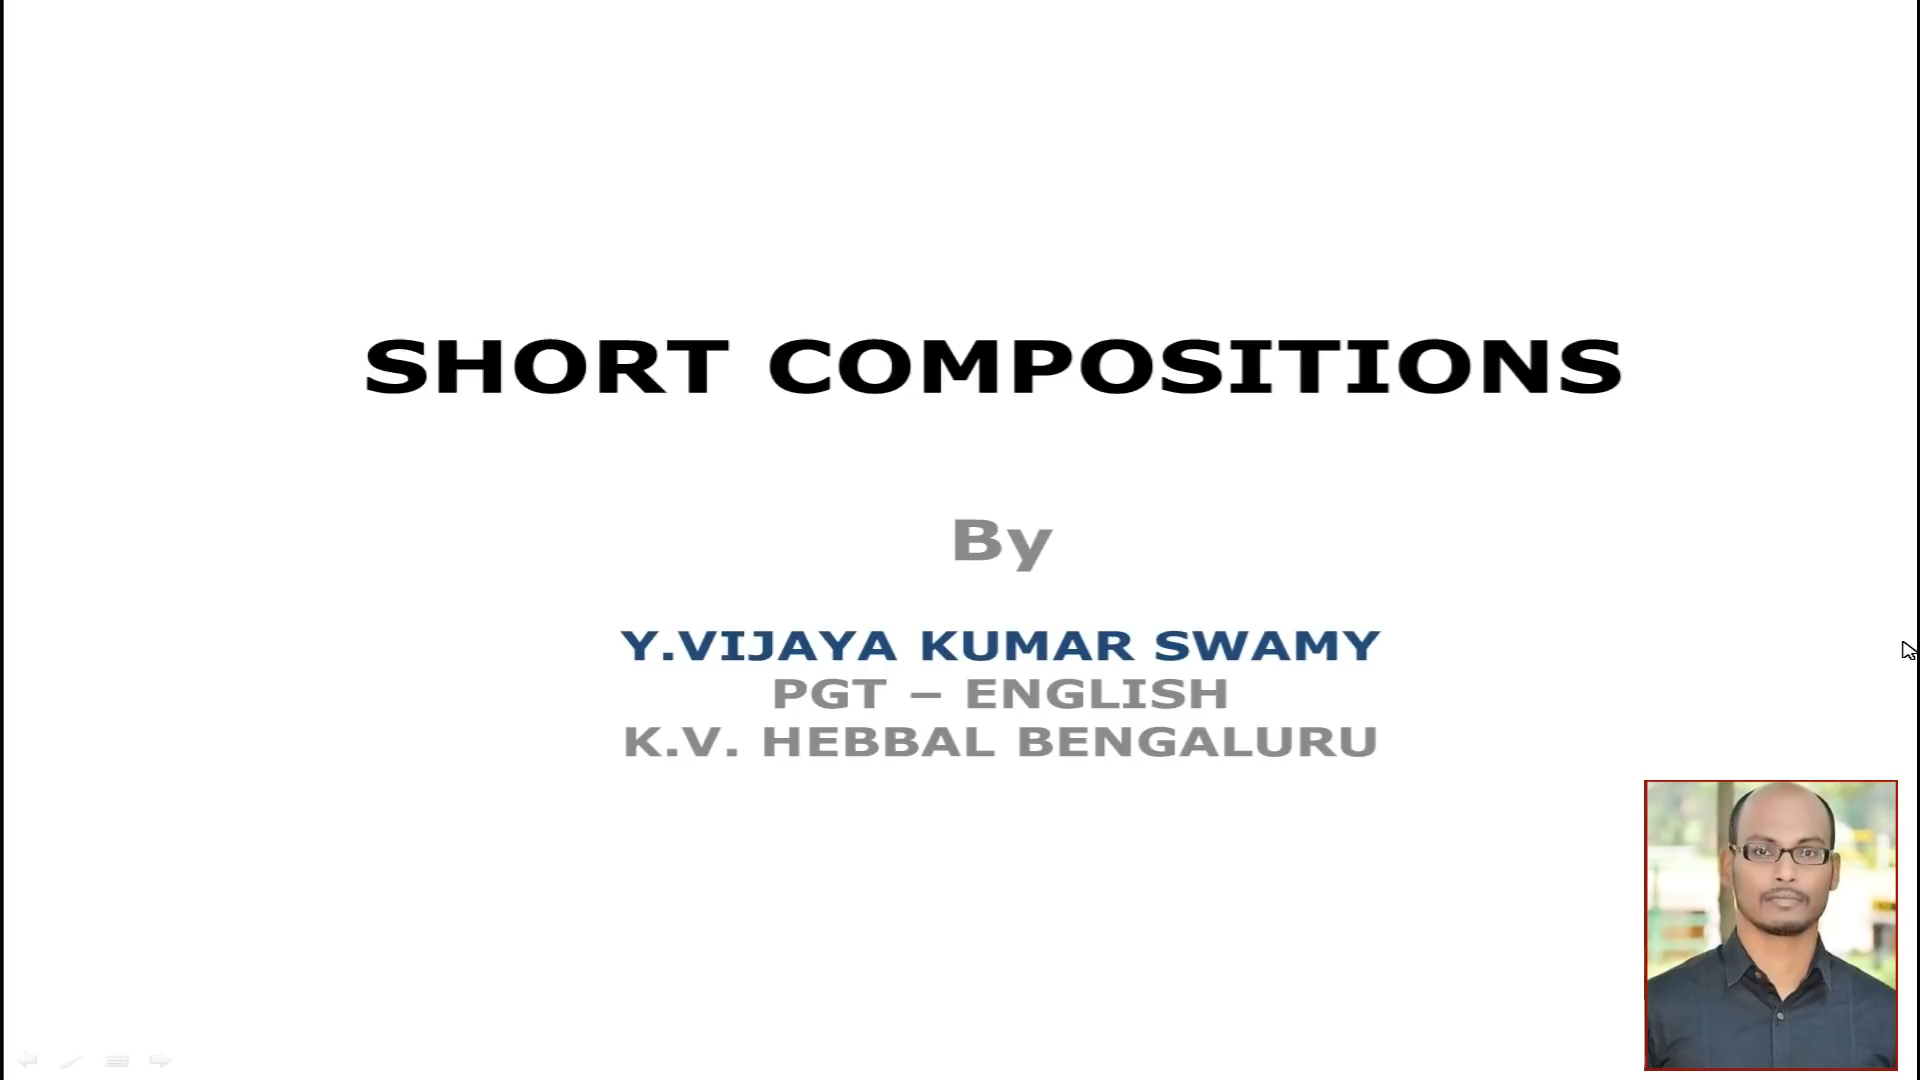 SHORT COMPOSITIONS
By
Y.VIJAYA KUMAR SWAMY
PGT – ENGLISH
K.V. HEBBAL BENGALURU